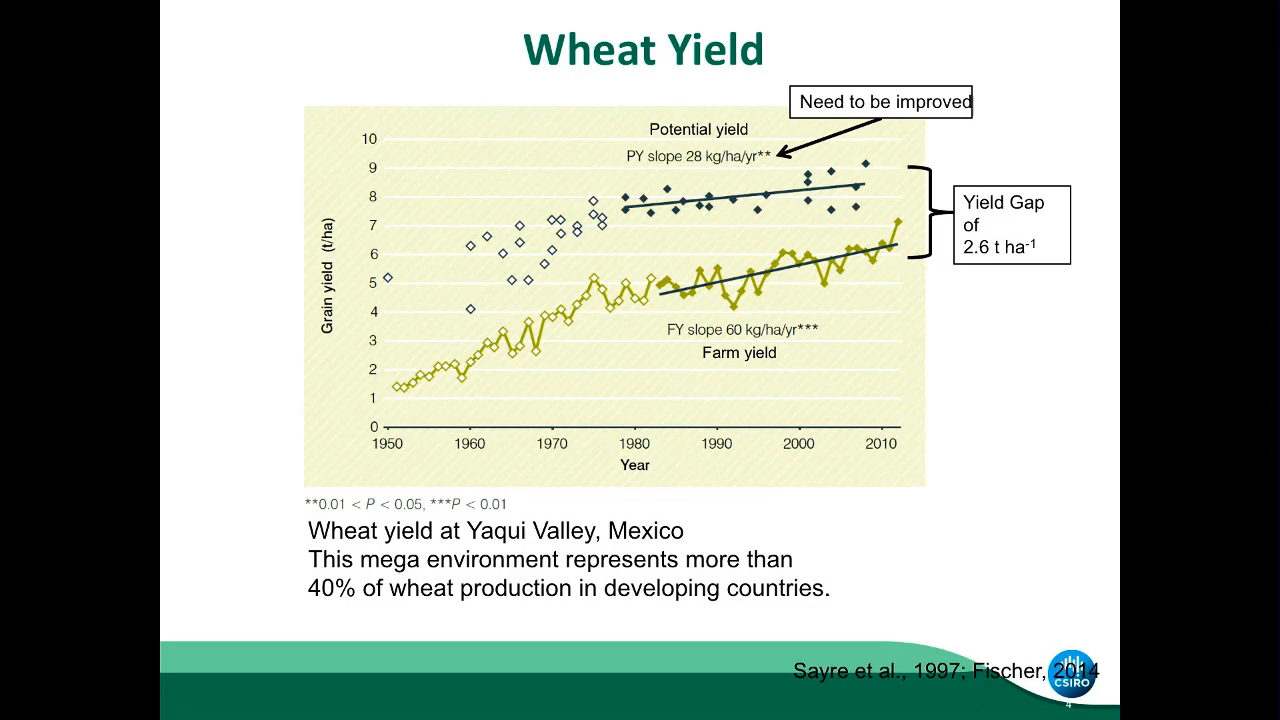 Wheat Yield
Need to be improved
Potential yield
PY slope 28 kg/ha/yr**
10
9
8
7
6
5
4
3
2
1
0
Grain yield (t/ha)
Yield Gap
of
2.6 t ha-1
FY slope 60 kg/ha/yr***
Farm yield
1950 1960 1970 1980 1990 2000 2010
Year
**0.01 < P < 0.05, ***P < 0.01
Wheat yield at Yaqui Valley, Mexico
This mega environment represents more than
40% of wheat production in developing countries.
Sayre et al., 1997; Fischer, 2014
CSIRO
4